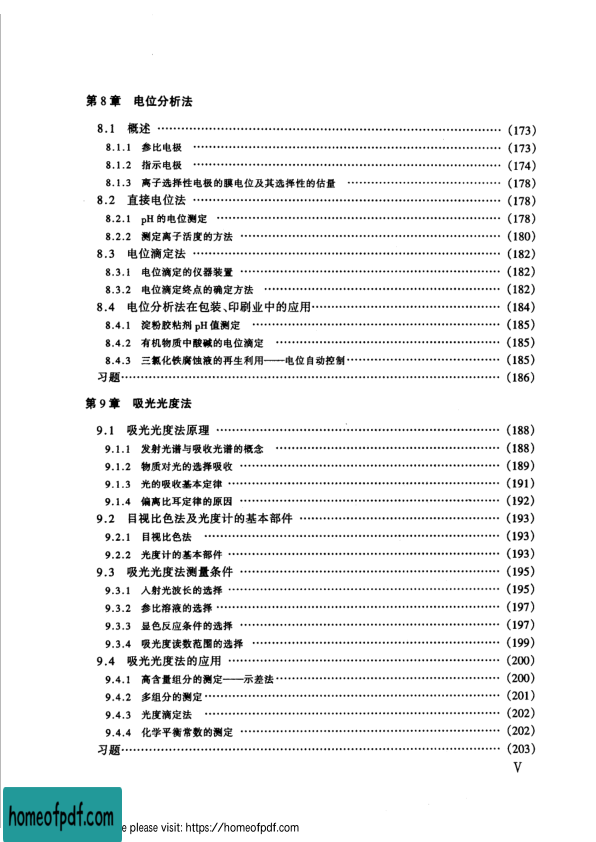 第8章 电位分析法
8.1 概述 (173)
8.1.1 参比电极 (173)
8.1.2 指示电极 (174)
8.1.3 离子选择性电极的膜电位及其选择性的估量 (178)
8.2 直接电位法 (178)
8.2.1 pH的电位测定 (178)
8.2.2 测定离子活度的方法 (180)
8.3 电位滴定法 (182)
8.3.1 电位滴定的仪器装置 (182)
8.3.2 电位滴定终点的确定方法 (182)
8.4 电位分析法在包装、印刷业中的应用 (184)
8.4.1 淀粉胶粘剂pH值测定 (185)
8.4.2 有机物质中酸碱的电位滴定 (185)
8.4.3 三氯化铁腐蚀液的再生利用——电位自动控制 (185)
习题 (186)
第9章 吸光光度法
9.1 吸光光度法原理 (188)
9.1.1 发射光谱与吸收光谱的概念 (188)
9.1.2 物质对光的选择吸收 (189)
9.1.3 光的吸收基本定律 (191)
9.1.4 偏离比耳定律的原因 (192)
9.2 目视比色法及光度计的基本部件 (193)
9.2.1 目视比色法 (193)
9.2.2 光度计的基本部件 (193)
9.3 吸光光度法测量条件 (195)
9.3.1 入射光波长的选择 (195)
9.3.2 参比溶液的选择 (197)
9.3.3 显色反应条件的选择 (197)
9.3.4 吸光度读数范围的选择 (199)
9.4 吸光光度法的应用 (200)
9.4.1 高含量组分的测定——示差法 (200)
9.4.2 多组分的测定 (201)
9.4.3 光度滴定法 (202)
9.4.4 化学平衡常数的测定 (202)
习题 (203)
V
homeofpdf.com
e please visit: https://homeofpdf.com